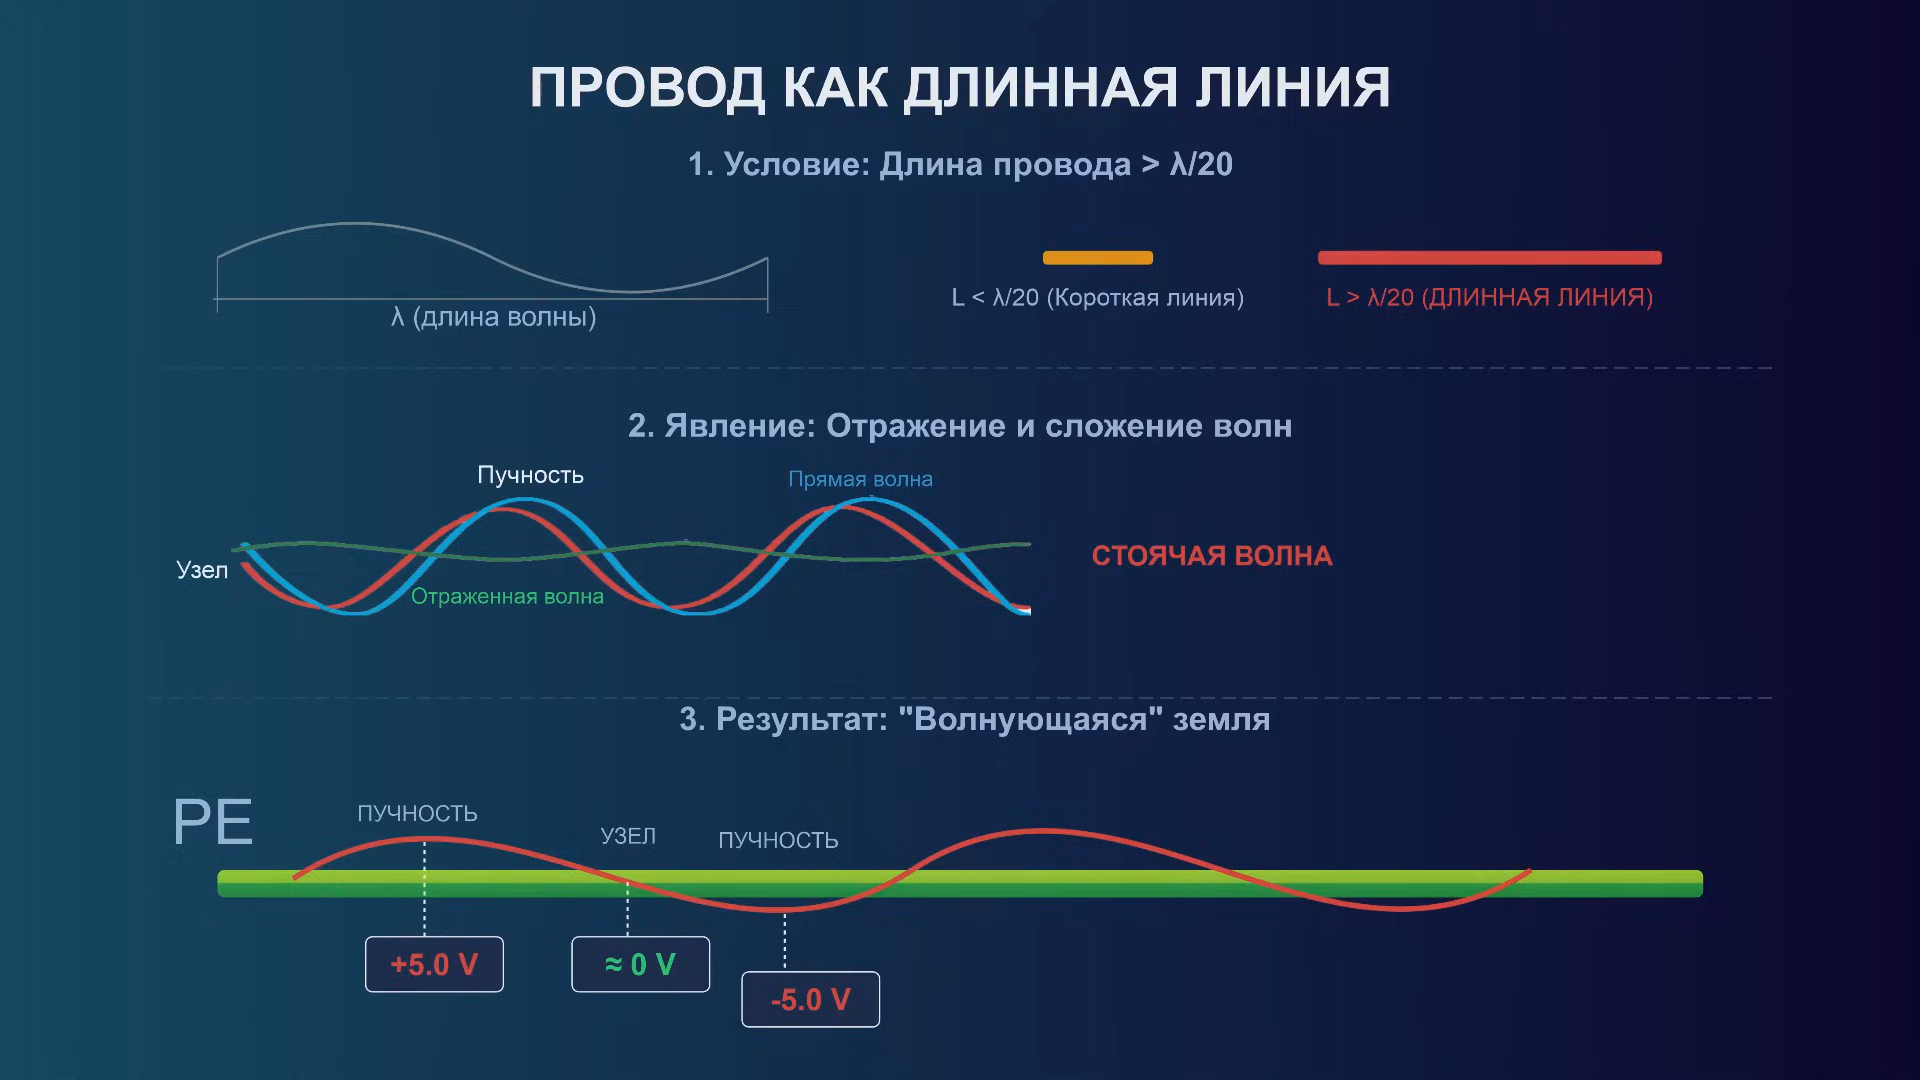 ПРОВОД КАК ДЛИННАЯ ЛИНИЯ
1. Условие: Длина провода > λ/20
λ (длина волны)
L < λ/20 (Короткая линия)
L > λ/20 (ДЛИННАЯ ЛИНИЯ)
2. Явление: Отражение и сложение волн
Пучность
Прямая волна
Узел
Отраженная волна
СТОЯЧАЯ ВОЛНА
3. Результат: "Волнующаяся" земля
PE
ПУЧНОСТЬ
УЗЕЛ
ПУЧНОСТЬ
+5.0 V
≈ 0 V
-5.0 V